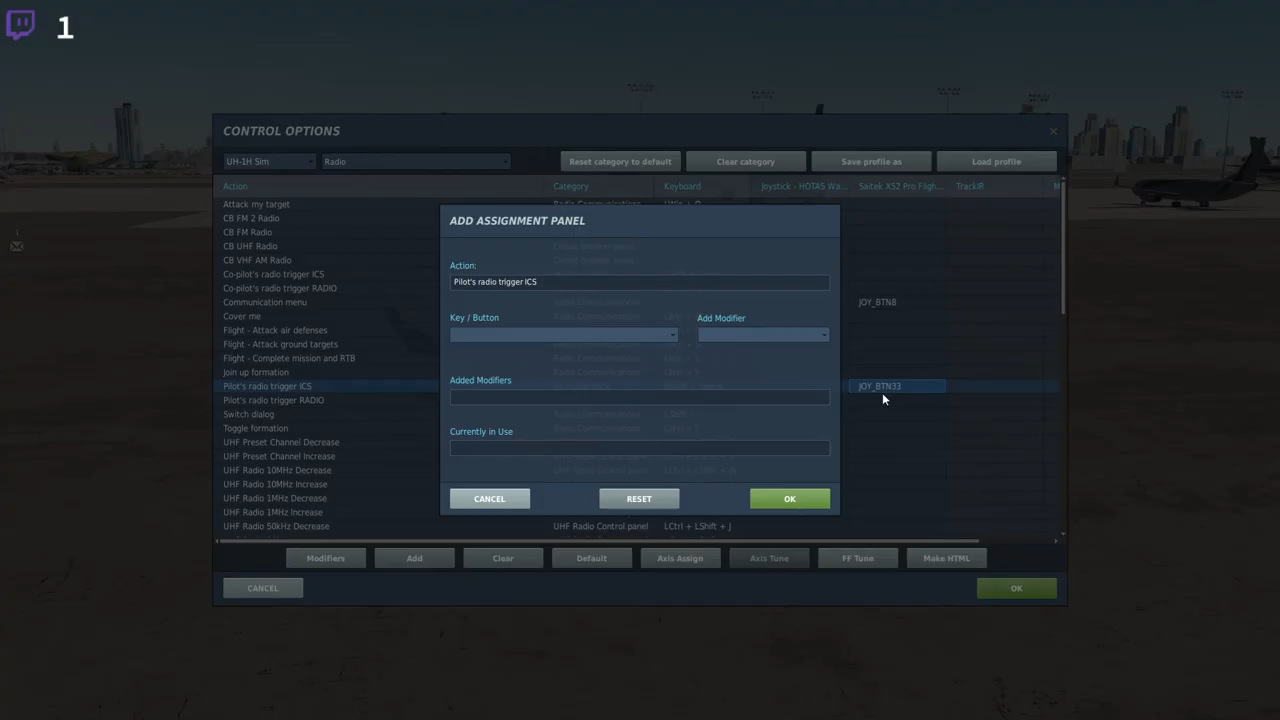 1
CONTROL OPTIONS
UH-1H Sim Radio Reset category to default Clear category Save profile as Load profile
Action Category Keyboard Joystick - HOTAS Wa... Saitek X52 Pro Fligh... TrackIR M
Attack my target
CB FM 2 Radio
CB FM Radio
CB UHF Radio
CB VHF AM Radio
Co-pilot's radio trigger ICS
Co-pilot's radio trigger RADIO
Communication menu JOY_BTN8
Cover me
Flight - Attack air defenses
Flight - Attack ground targets
Flight - Complete mission and RTB
Join up formation
Pilot's radio trigger ICS JOY_BTN33
Pilot's radio trigger RADIO
Switch dialog
Toggle formation
UHF Preset Channel Decrease
UHF Preset Channel Increase
UHF Radio 10MHz Decrease
UHF Radio 10MHz Increase
UHF Radio 1MHz Decrease
UHF Radio 1MHz Increase
UHF Radio 50kHz Decrease UHF Radio Control panel LCtrl + LShift + J
ADD ASSIGNMENT PANEL
Action:
Pilot's radio trigger ICS
Key / Button Add Modifier
Added Modifiers
Currently in Use
CANCEL RESET OK
Modifiers Add Clear Default Axis Assign Axis Tune FF Tune Make HTML
CANCEL OK
1